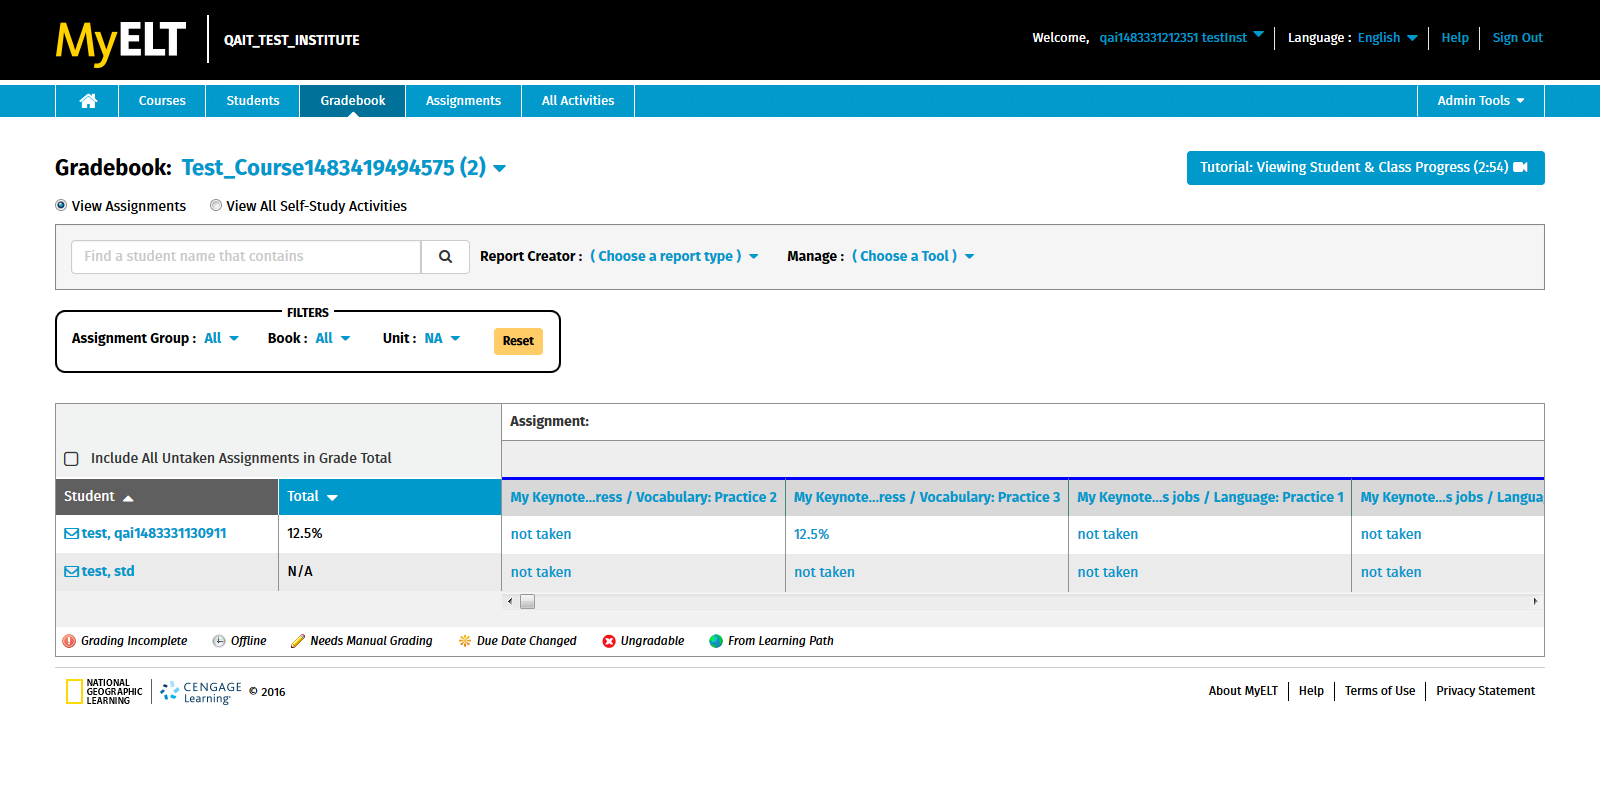 MyELT QAIT_TEST_INSTITUTE Welcome, qai1483331212351 testInst Language : English Help Sign Out
Courses Students Gradebook Assignments All Activities Admin Tools
Gradebook: Test_Course1483419494575 (2) Tutorial: Viewing Student & Class Progress (2:54)
View Assignments View All Self-Study Activities
Find a student name that contains Report Creator : ( Choose a report type ) Manage : ( Choose a Tool )
FILTERS
Assignment Group : All Book : All Unit : NA Reset
Assignment:
Include All Untaken Assignments in Grade Total
Student Total My Keynote...ress / Vocabulary: Practice 2 My Keynote...ress / Vocabulary: Practice 3 My Keynote...s jobs / Language: Practice 1 My Keynote...s jobs / Langua
test, qai1483331130911 12.5% not taken 12.5% not taken not taken
test, std N/A not taken not taken not taken not taken
Grading Incomplete Offline Needs Manual Grading Due Date Changed Ungradable From Learning Path
NATIONAL GEOGRAPHIC LEARNING CENGAGE Learning © 2016 About MyELT Help Terms of Use Privacy Statement